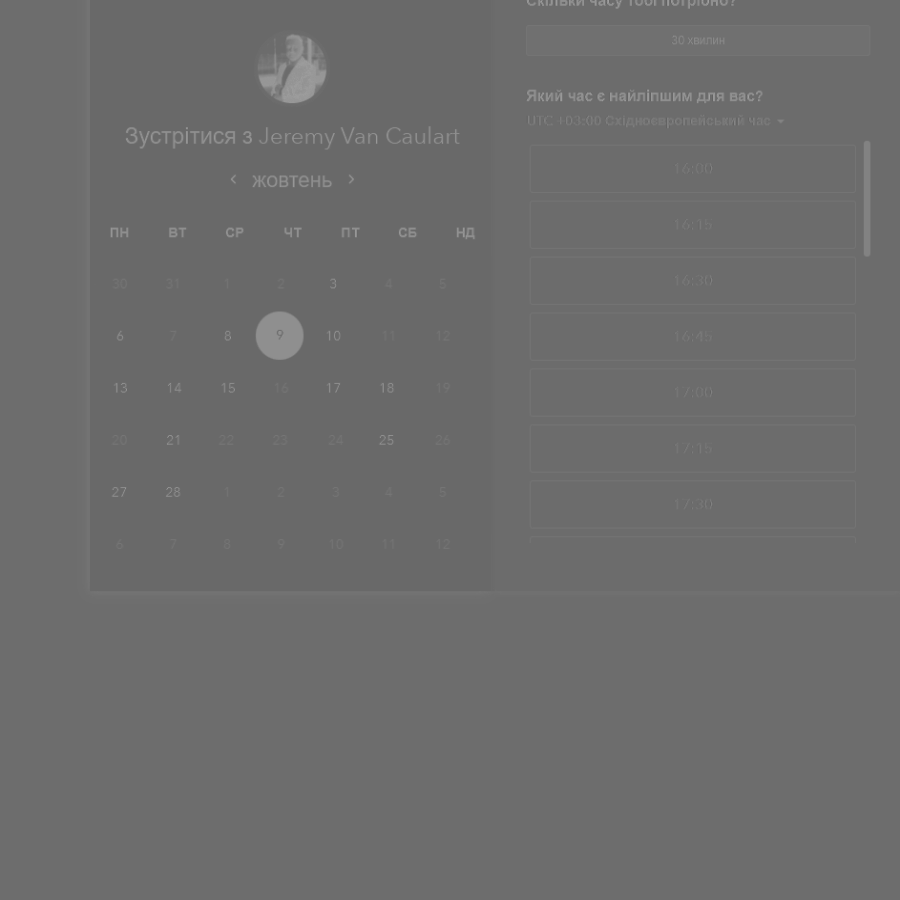 Зустрітися з Jeremy Van Caulart
жовтень
ПН ВТ СР ЧТ ПТ СБ НД
30 31 1 2 3 4 5
6 7 8 9 10 11 12
13 14 15 16 17 18 19
20 21 22 23 24 25 26
27 28 1 2 3 4 5
6 7 8 9 10 11 12
Скільки часу тобі потрібно?
30 хвилин
Який час є найліпшим для вас?
UTC +03:00 Східноєвропейський час
16:00
16:15
16:30
16:45
17:00
17:15
17:30